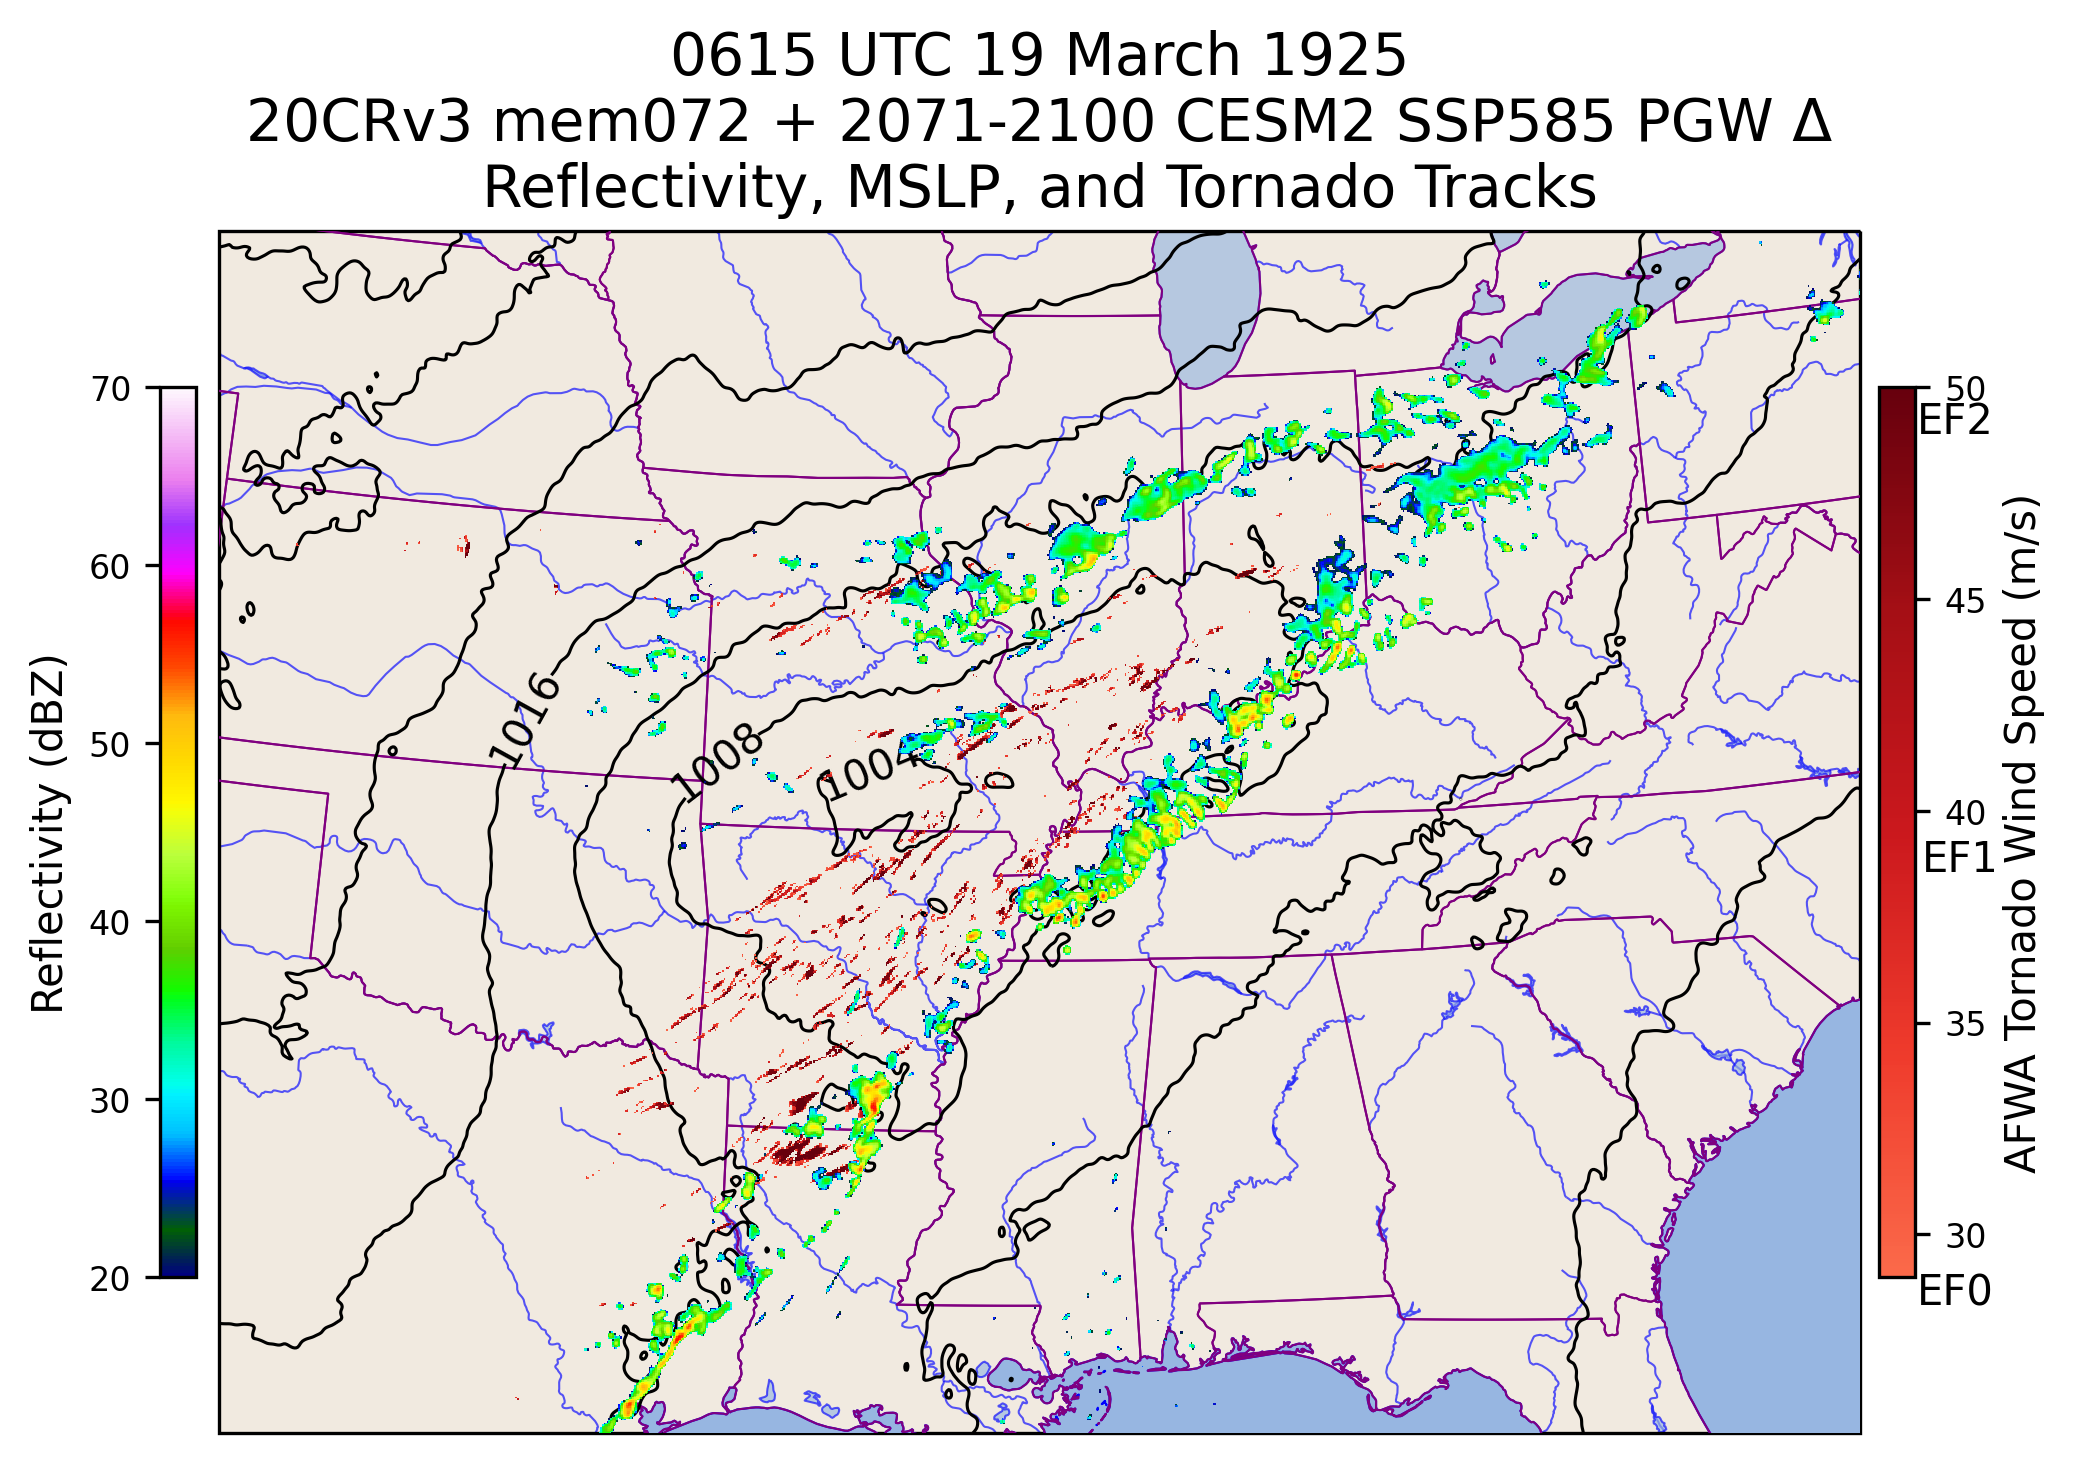 0615 UTC 19 March 1925
20CRv3 mem072 + 2071-2100 CESM2 SSP585 PGW Δ
Reflectivity, MSLP, and Tornado Tracks
70
60
50
40
30
20
Reflectivity (dBZ)
1016
1008
1004
50
EF2
45
40
EF1
35
30
EF0
AFWA Tornado Wind Speed (m/s)